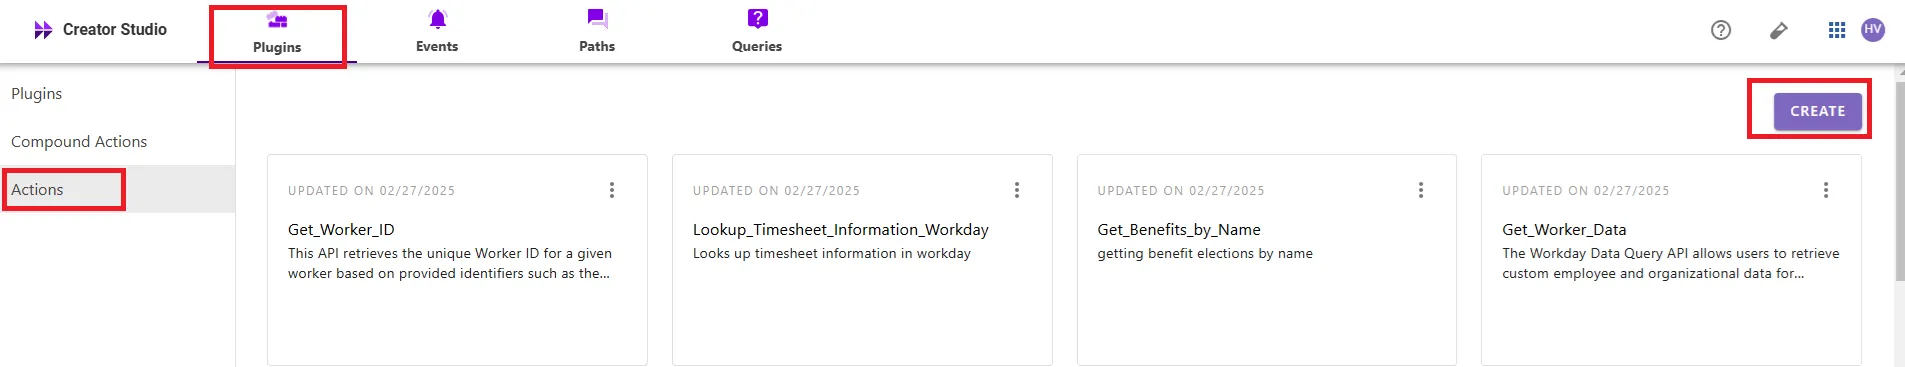 Creator Studio
Plugins
Events
Paths
Queries
HV
Plugins
Compound Actions
Actions
CREATE
UPDATED ON 02/27/2025
Get_Worker_ID
This API retrieves the unique Worker ID for a given
worker based on provided identifiers such as the...
UPDATED ON 02/27/2025
Lookup_Timesheet_Information_Workday
Looks up timesheet information in workday
UPDATED ON 02/27/2025
Get_Benefits_by_Name
getting benefit elections by name
UPDATED ON 02/27/2025
Get_Worker_Data
The Workday Data Query API allows users to retrieve
custom employee and organizational data for...